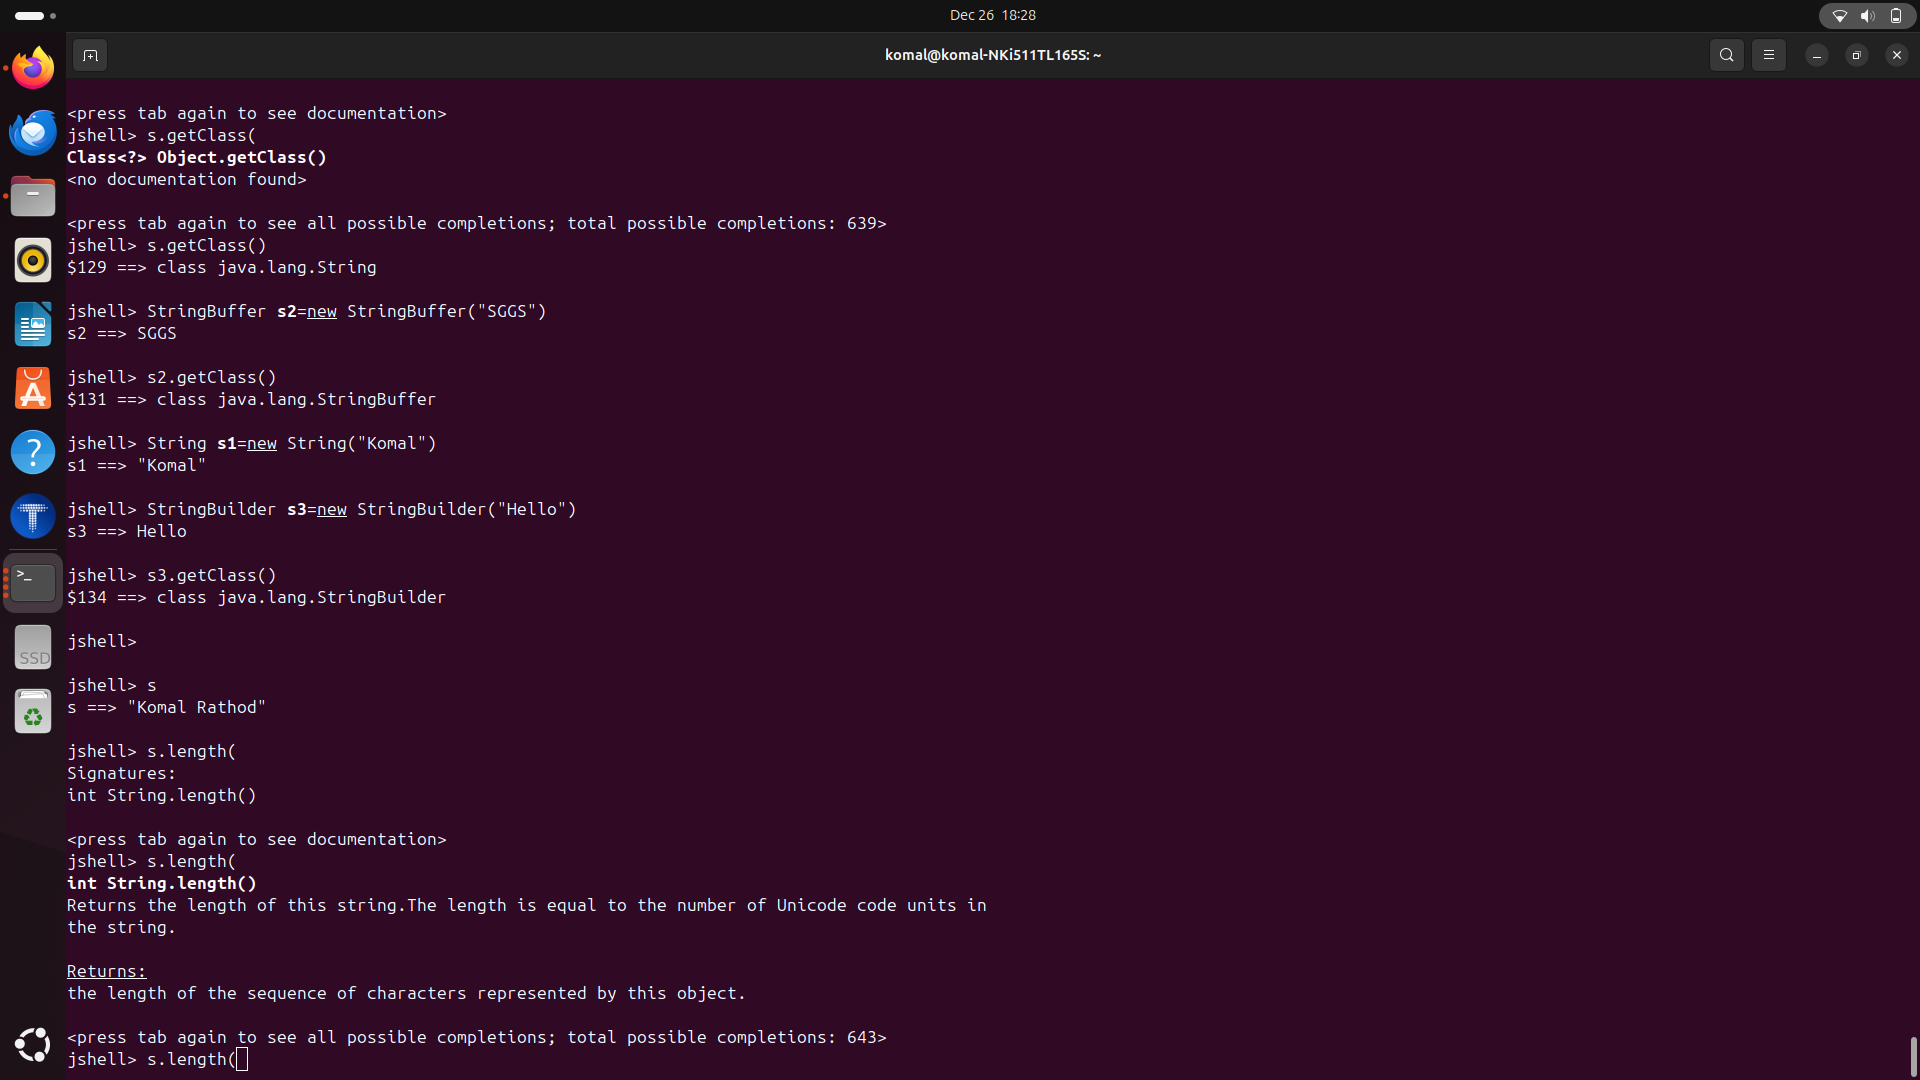 Dec 26 18:28
komal@komal-NKi511TL165S: ~
<press tab again to see documentation>
jshell> s.getClass(
Class<?> Object.getClass()
<no documentation found>
<press tab again to see all possible completions; total possible completions: 639>
jshell> s.getClass()
$129 ==> class java.lang.String
jshell> StringBuffer s2=new StringBuffer("SGGS")
s2 ==> SGGS
jshell> s2.getClass()
$131 ==> class java.lang.StringBuffer
jshell> String s1=new String("Komal")
s1 ==> "Komal"
jshell> StringBuilder s3=new StringBuilder("Hello")
s3 ==> Hello
jshell> s3.getClass()
$134 ==> class java.lang.StringBuilder
jshell>
jshell> s
s ==> "Komal Rathod"
jshell> s.length(
Signatures:
int String.length()
<press tab again to see documentation>
jshell> s.length(
int String.length()
Returns the length of this string.The length is equal to the number of Unicode code units in
the string.
Returns:
the length of the sequence of characters represented by this object.
<press tab again to see all possible completions; total possible completions: 643>
jshell> s.length(
SSD